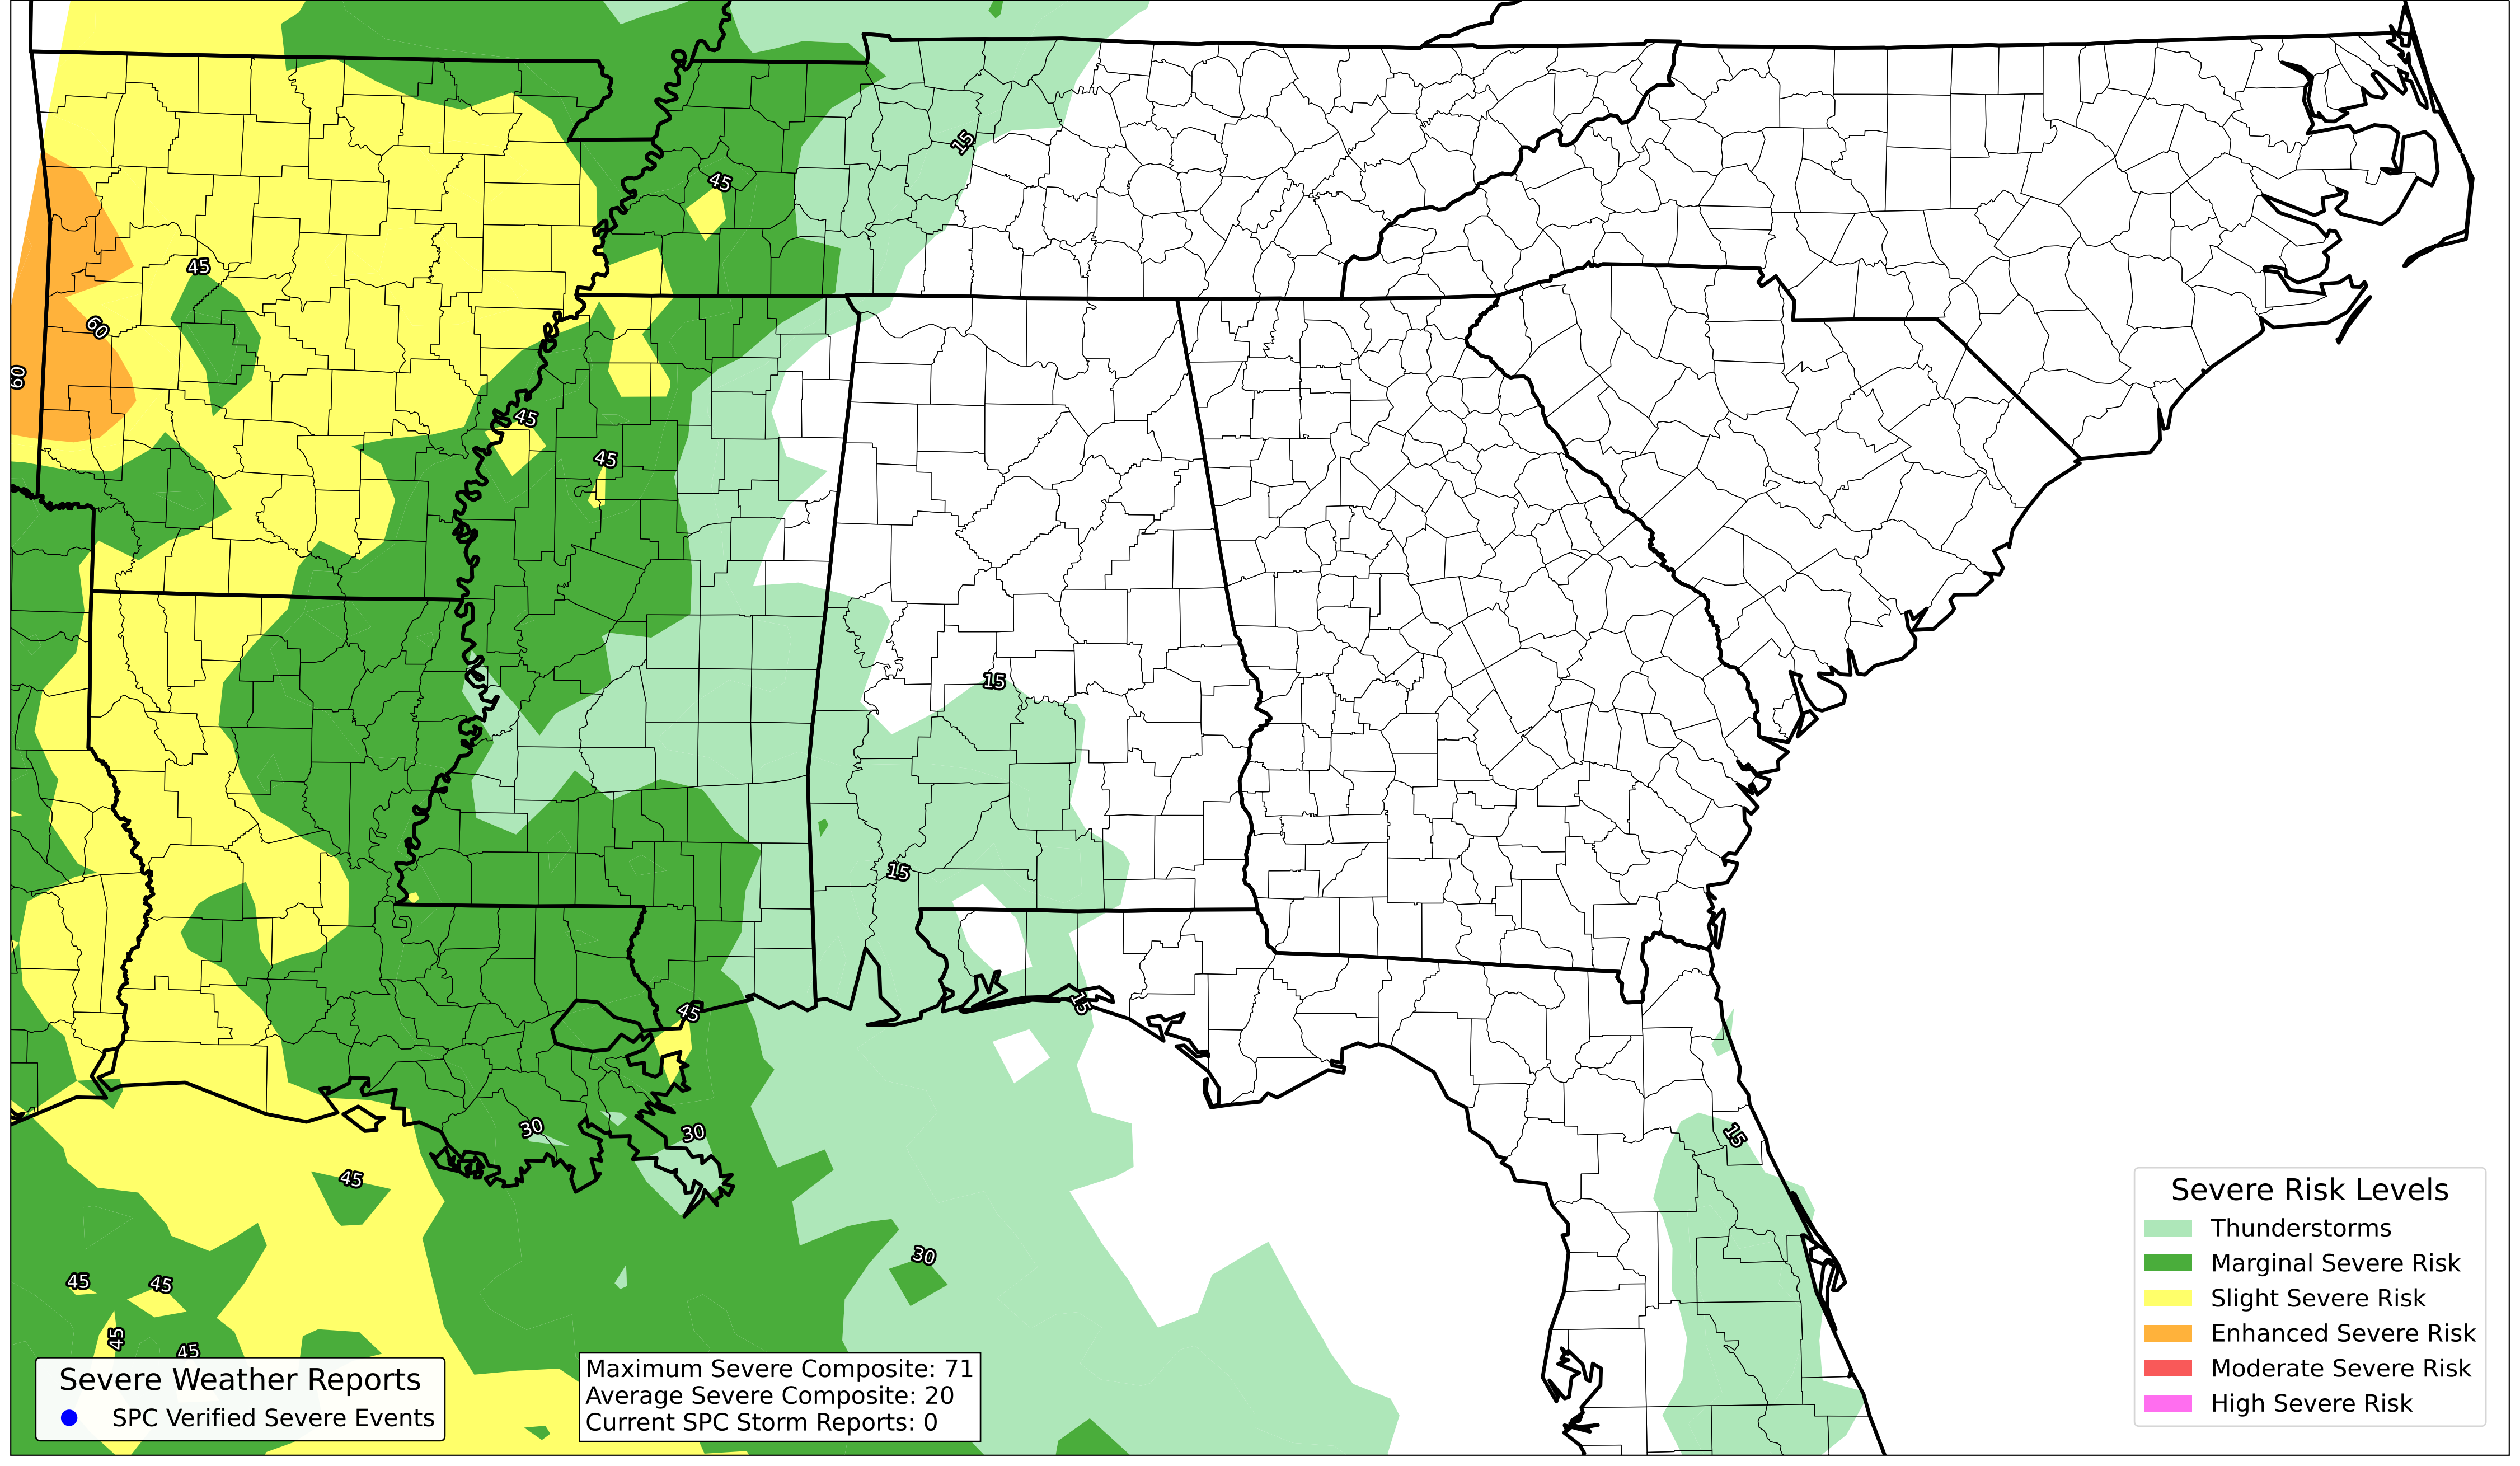 15
45
45
60
60
45
45
15
15
45
15
30
30
15
45
30
45
45
45
45
Severe Risk Levels
Thunderstorms
Marginal Severe Risk
Slight Severe Risk
Enhanced Severe Risk
Moderate Severe Risk
High Severe Risk
Severe Weather Reports
SPC Verified Severe Events
Maximum Severe Composite: 71
Average Severe Composite: 20
Current SPC Storm Reports: 0